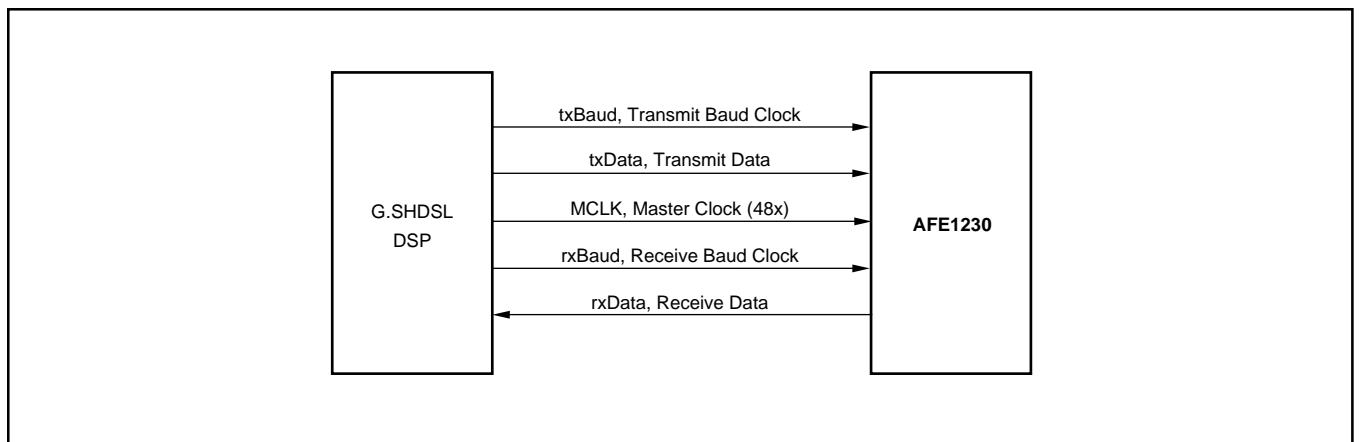 txBaud, Transmit Baud Clock
txData, Transmit Data
G.SHDSL
DSP
MCLK, Master Clock (48x)
AFE1230
rxBaud, Receive Baud Clock
rxData, Receive Data